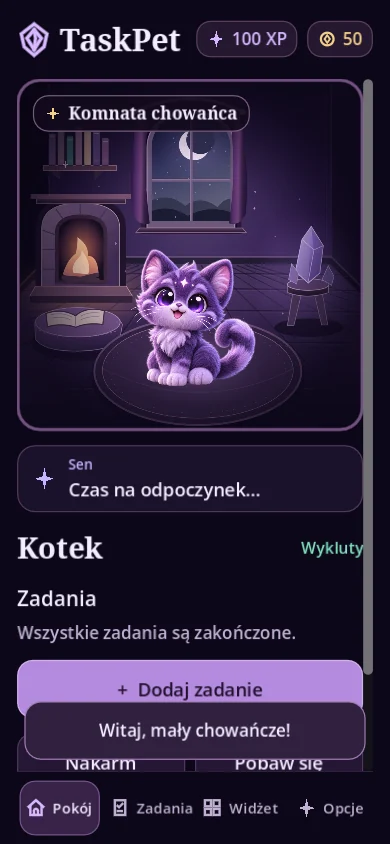 TaskPet
100 XP
50
Komnata chowańca
Sen
Czas na odpoczynek...
Kotek
Wykluty
Zadania
Wszystkie zadania są zakończone.
+ Dodaj zadanie
Witaj, mały chowańcze!
Nakarm
Pobaw się
Pokój
Zadania
Widżet
Opcje